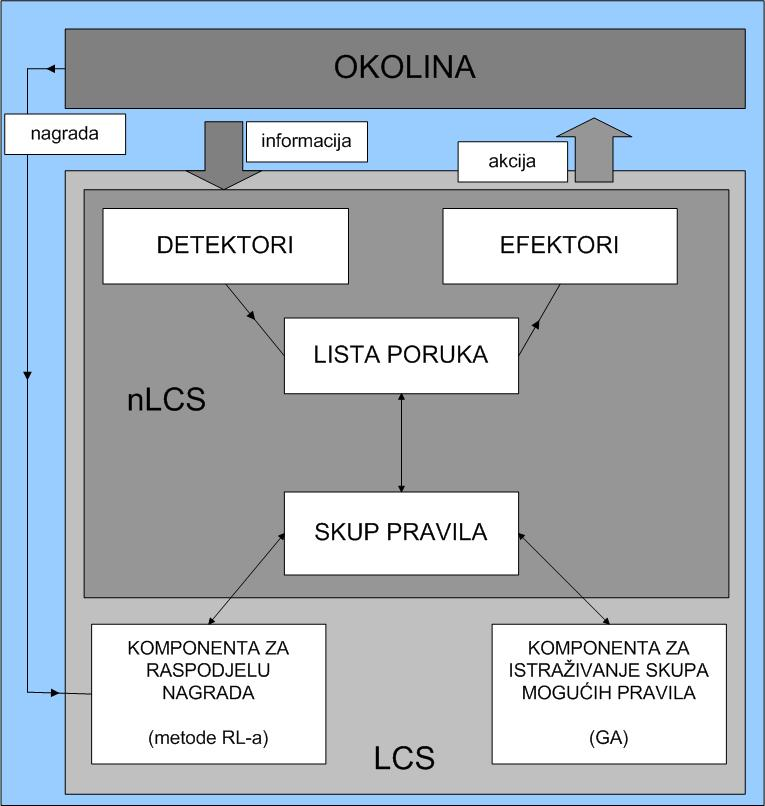 OKOLINA
nagrada
informacija
akcija
DETEKTORI
EFEKTORI
LISTA PORUKA
nLCS
SKUP PRAVILA
KOMPONENTA ZA
RASPODJELU
NAGRADA
(metode RL-a)
KOMPONENTA ZA
ISTRAŽIVANJE SKUPA
MOGUĆIH PRAVILA
(GA)
LCS